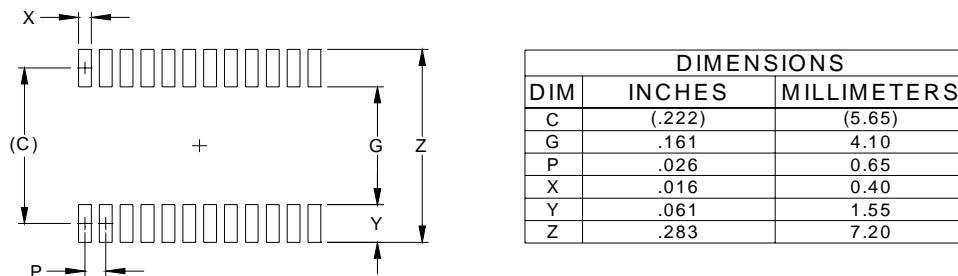 X
(C)
G
Z
Y
P
DIMENSIONS
DIM INCHES MILLIMETERS
C (.222) (5.65)
G .161 4.10
P .026 0.65
X .016 0.40
Y .061 1.55
Z .283 7.20